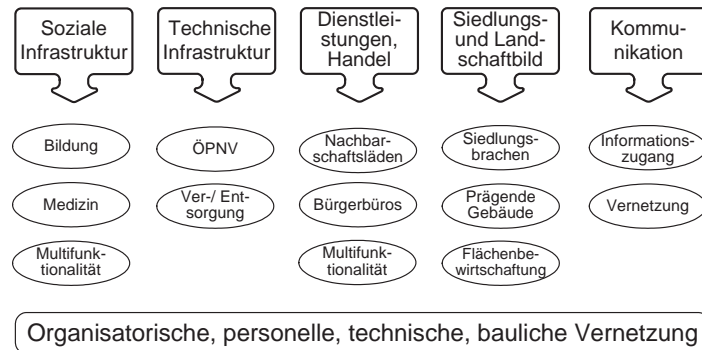 Soziale
Infrastruktur
Technische
Infrastruktur
Dienstlei-
stungen,
Handel
Siedlungs-
und Land-
schaftbild
Kommu-
nikation
Bildung
ÖPNV
Nachbar-
schaftsläden
Siedlungs-
brachen
Informations-
zugang
Medizin
Ver-/ Ent-
sorgung
Bürgerbüros
Prägende
Gebäude
Vernetzung
Multifunk-
tionalität
Multifunk-
tionalität
Flächenbe-
wirtschaftung
Organisatorische, personelle, technische, bauliche Vernetzung